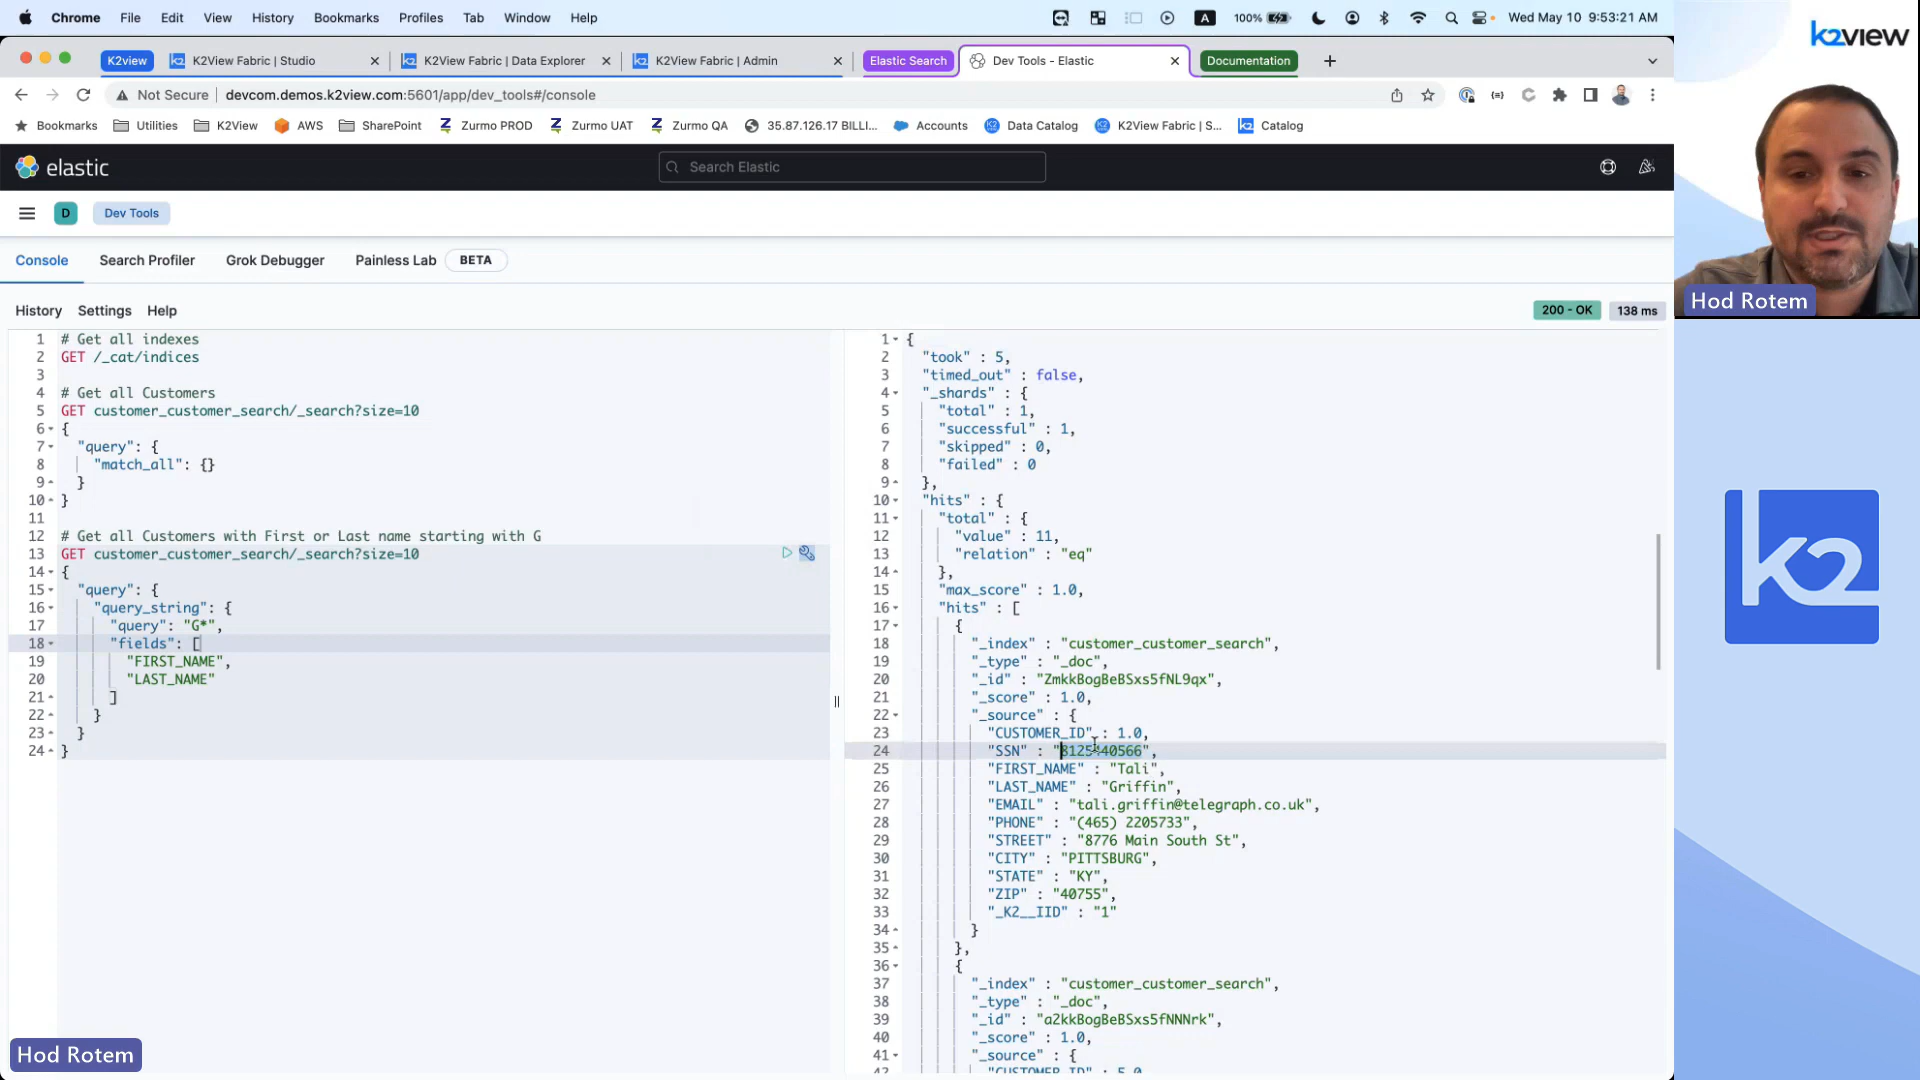 Chrome File Edit View History Bookmarks Profiles Tab Window Help
A 100% Wed May 10 9:53:21 AM
K2view K2View Fabric | Studio K2View Fabric | Data Explorer K2View Fabric | Admin Elastic Search Dev Tools - Elastic Documentation
Not Secure devcom.demos.k2view.com:5601/app/dev_tools#/console
Bookmarks Utilities K2View AWS SharePoint Zurmo PROD Zurmo UAT Zurmo QA 35.87.126.17 BILLI... Accounts Data Catalog K2View Fabric | S... Catalog
elastic Search Elastic
D Dev Tools
Console Search Profiler Grok Debugger Painless Lab BETA
History Settings Help 200 - OK 138 ms
1 # Get all indexes
2 GET /_cat/indices
3
4 # Get all Customers
5 GET customer_customer_search/_search?size=10
6 {
7 "query": {
8 "match_all": {}
9 }
10 }
11
12 # Get all Customers with First or Last name starting with G
13 GET customer_customer_search/_search?size=10
14 {
15 "query": {
16 "query_string": {
17 "query": "G*",
18 "fields": [
19 "FIRST_NAME",
20 "LAST_NAME"
21 ]
22 }
23 }
24 }
1 {
2 "took" : 5,
3 "timed_out" : false,
4 "_shards" : {
5 "total" : 1,
6 "successful" : 1,
7 "skipped" : 0,
8 "failed" : 0
9 },
10 "hits" : {
11 "total" : {
12 "value" : 11,
13 "relation" : "eq"
14 },
15 "max_score" : 1.0,
16 "hits" : [
17 {
18 "_index" : "customer_customer_search",
19 "_type" : "_doc",
20 "_id" : "ZmkkBogBeBSxs5fNL9qx",
21 "_score" : 1.0,
22 "_source" : {
23 "CUSTOMER_ID" : 1.0,
24 "SSN" : "8125440566",
25 "FIRST_NAME" : "Tali",
26 "LAST_NAME" : "Griffin",
27 "EMAIL" : "tali.griffin@telegraph.co.uk",
28 "PHONE" : "(465) 2205733",
29 "STREET" : "8776 Main South St",
30 "CITY" : "PITTSBURG",
31 "STATE" : "KY",
32 "ZIP" : "40755",
33 "_K2__IID" : "1"
34 }
35 },
36 {
37 "_index" : "customer_customer_search",
38 "_type" : "_doc",
39 "_id" : "a2kkBogBeBSxs5fNNNrk",
40 "_score" : 1.0,
41 "_source" : {
42 "CUSTOMER_ID" : 5.0,
k2view
Hod Rotem
K2
Hod Rotem